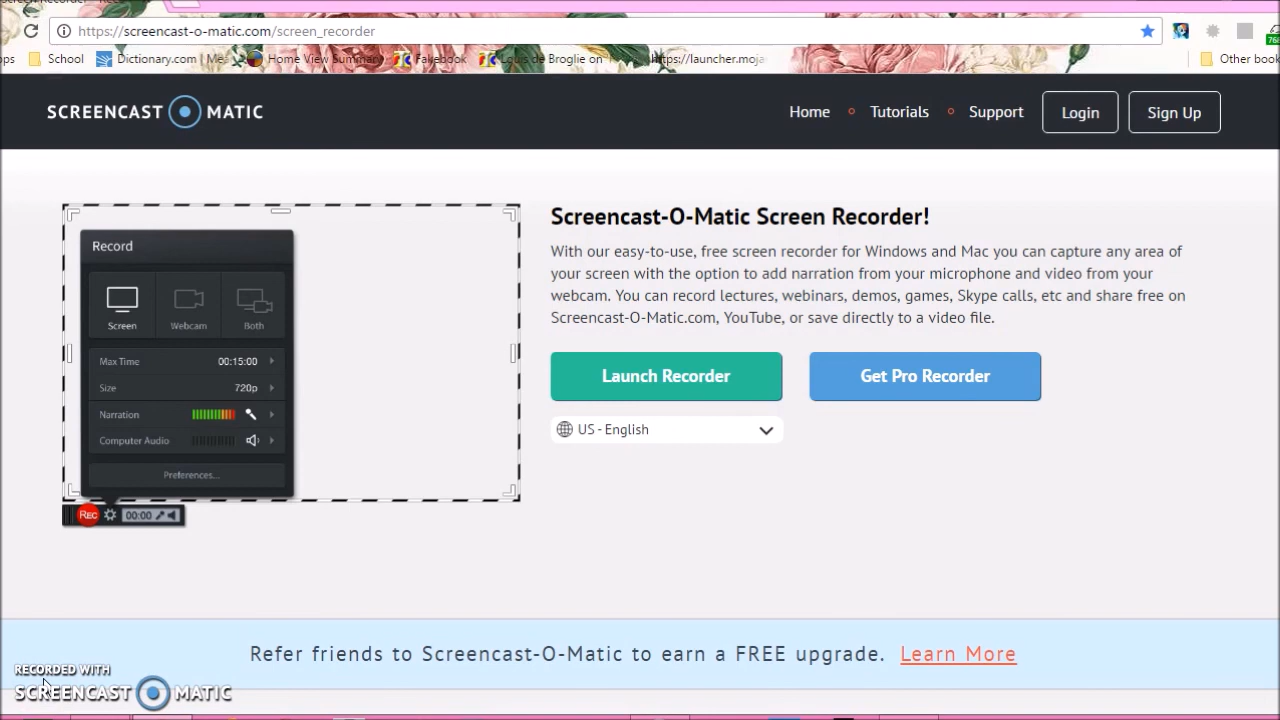 https://screencast-o-matic.com/screen_recorder
School
Dictionary.com | Me
Home View Summary
Fakebook
Louis de Broglie on
https://launcher.moja
Other book
SCREENCAST MATIC
Home
Tutorials
Support
Login
Sign Up
Record
Screen
Webcam
Both
Max Time 00:15:00
Size 720p
Narration
Computer Audio
Preferences...
REC 00:00
Screencast-O-Matic Screen Recorder!
With our easy-to-use, free screen recorder for Windows and Mac you can capture any area of
your screen with the option to add narration from your microphone and video from your
webcam. You can record lectures, webinars, demos, games, Skype calls, etc and share free on
Screencast-O-Matic.com, YouTube, or save directly to a video file.
Launch Recorder
Get Pro Recorder
US - English
Refer friends to Screencast-O-Matic to earn a FREE upgrade. Learn More
RECORDED WITH
SCREENCAST MATIC